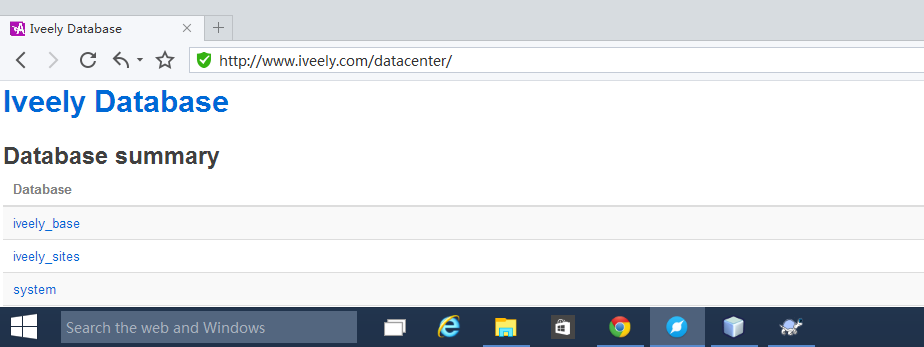 Iveely Database
http://www.iveely.com/datacenter/
Iveely Database
Database summary
Database
iveely_base
iveely_sites
system
Search the web and Windows